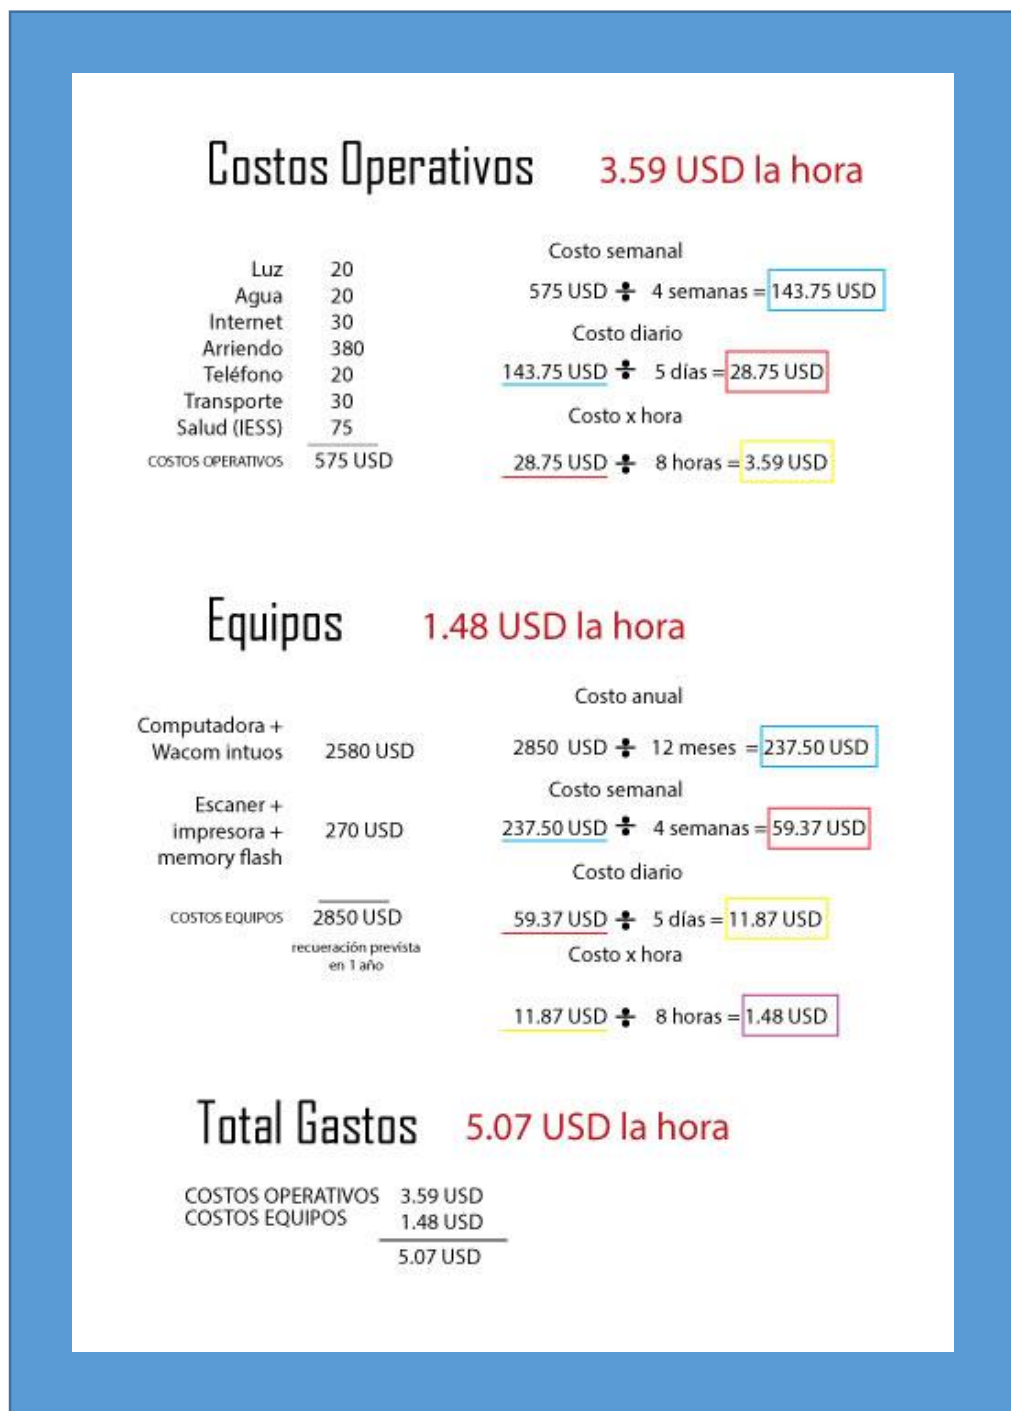 Costos Operativos 3.59 USD la hora
Luz 20
Agua 20
Internet 30
Arriendo 380
Teléfono 20
Transporte 30
Salud (IESS) 75
COSTOS OPERATIVOS 575 USD
Costo semanal
575 USD ÷ 4 semanas = 143.75 USD
Costo diario
143.75 USD ÷ 5 días = 28.75 USD
Costo x hora
28.75 USD ÷ 8 horas = 3.59 USD
Equipos 1.48 USD la hora
Computadora +
Wacom intuos 2580 USD
Escaner +
impresora + 270 USD
memory flash
COSTOS EQUIPOS 2850 USD
recueración prevista
en 1 año
Costo anual
2850 USD ÷ 12 meses = 237.50 USD
Costo semanal
237.50 USD ÷ 4 semanas = 59.37 USD
Costo diario
59.37 USD ÷ 5 días = 11.87 USD
Costo x hora
11.87 USD ÷ 8 horas = 1.48 USD
Total Gastos 5.07 USD la hora
COSTOS OPERATIVOS 3.59 USD
COSTOS EQUIPOS 1.48 USD
5.07 USD